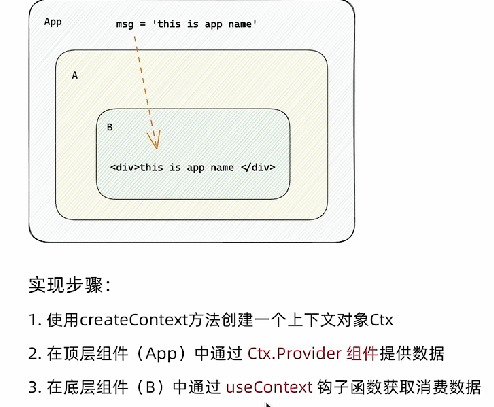 App
msg = 'this is app name'
A
B
<div>this is app name </div>
实现步骤：
1. 使用createContext方法创建一个上下文对象Ctx
2. 在顶层组件（App）中通过 Ctx.Provider 组件提供数据
3. 在底层组件（B）中通过 useContext 钩子函数获取消费数据